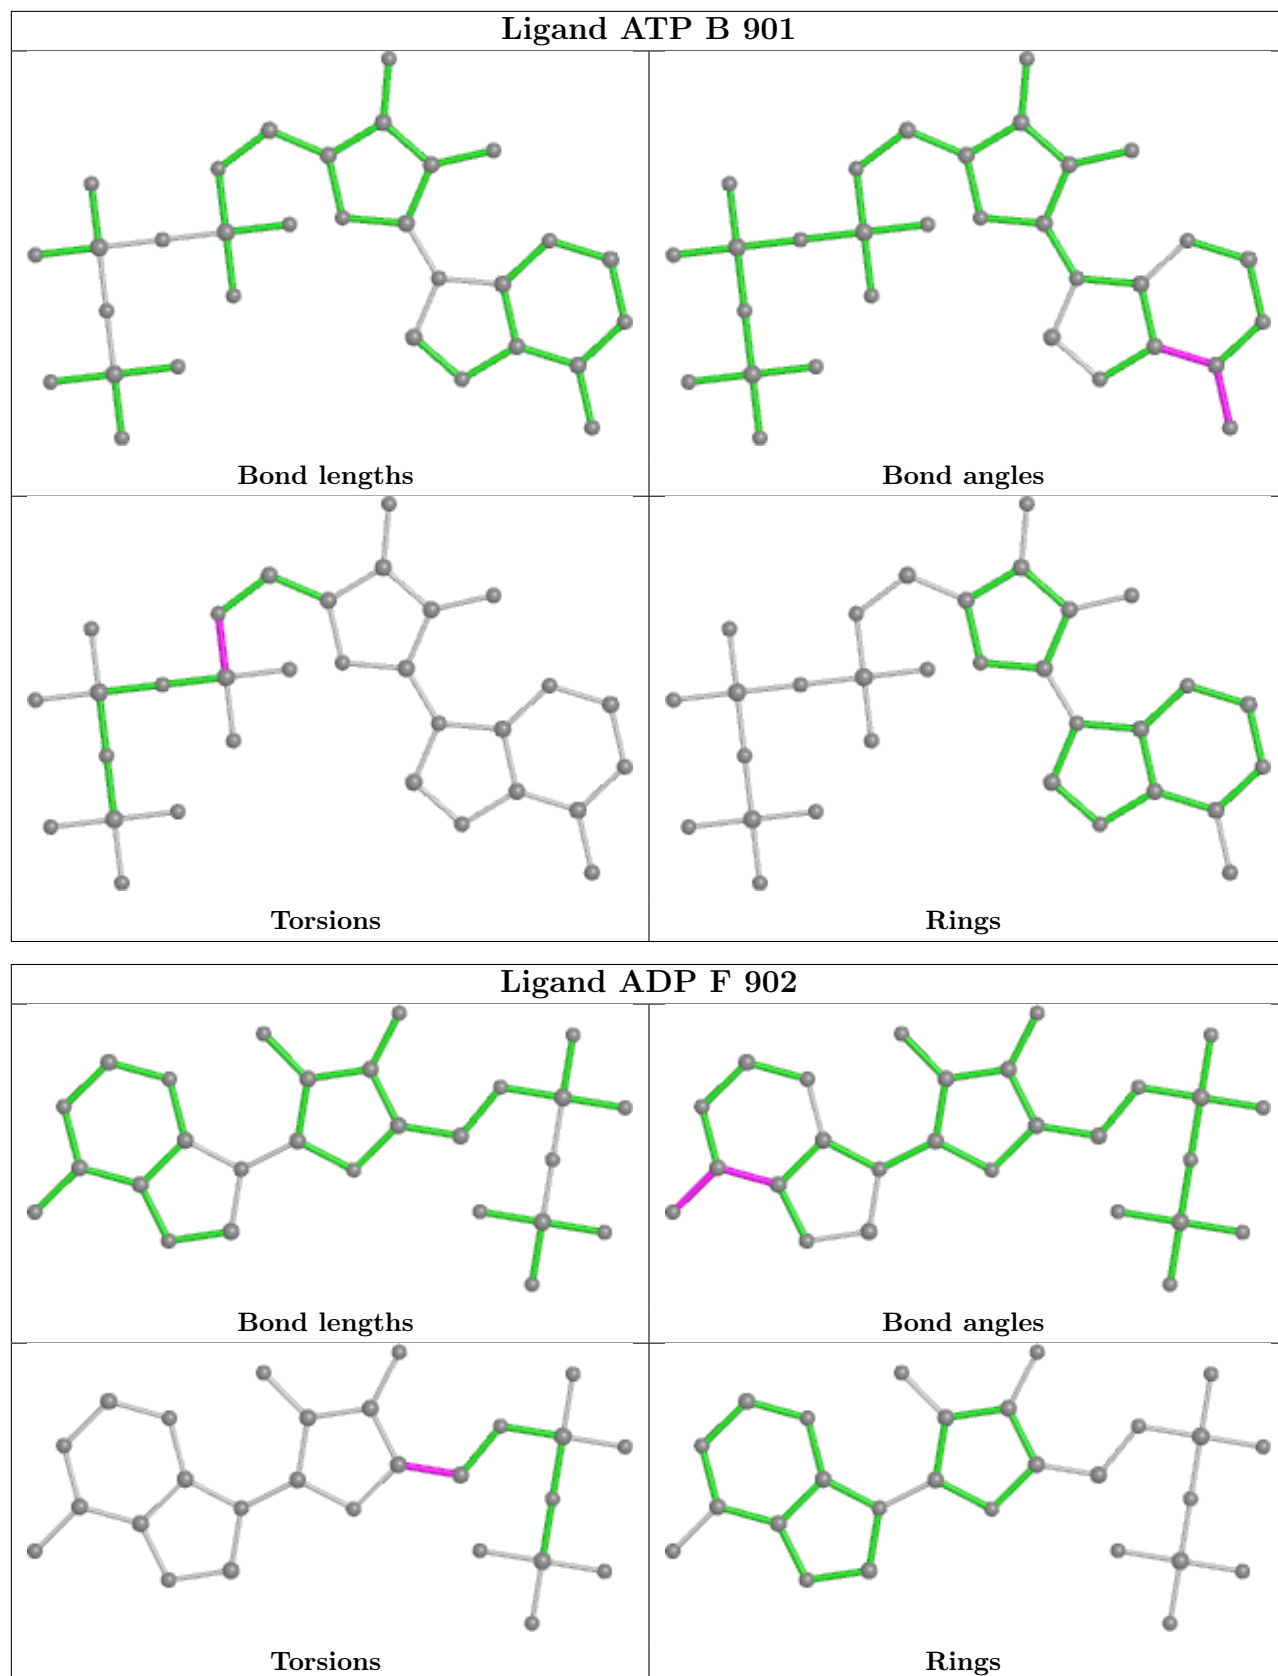 Ligand ATP B 901
Bond lengths
Bond angles
Torsions
Rings
Ligand ADP F 902
Bond lengths
Bond angles
Torsions
Rings